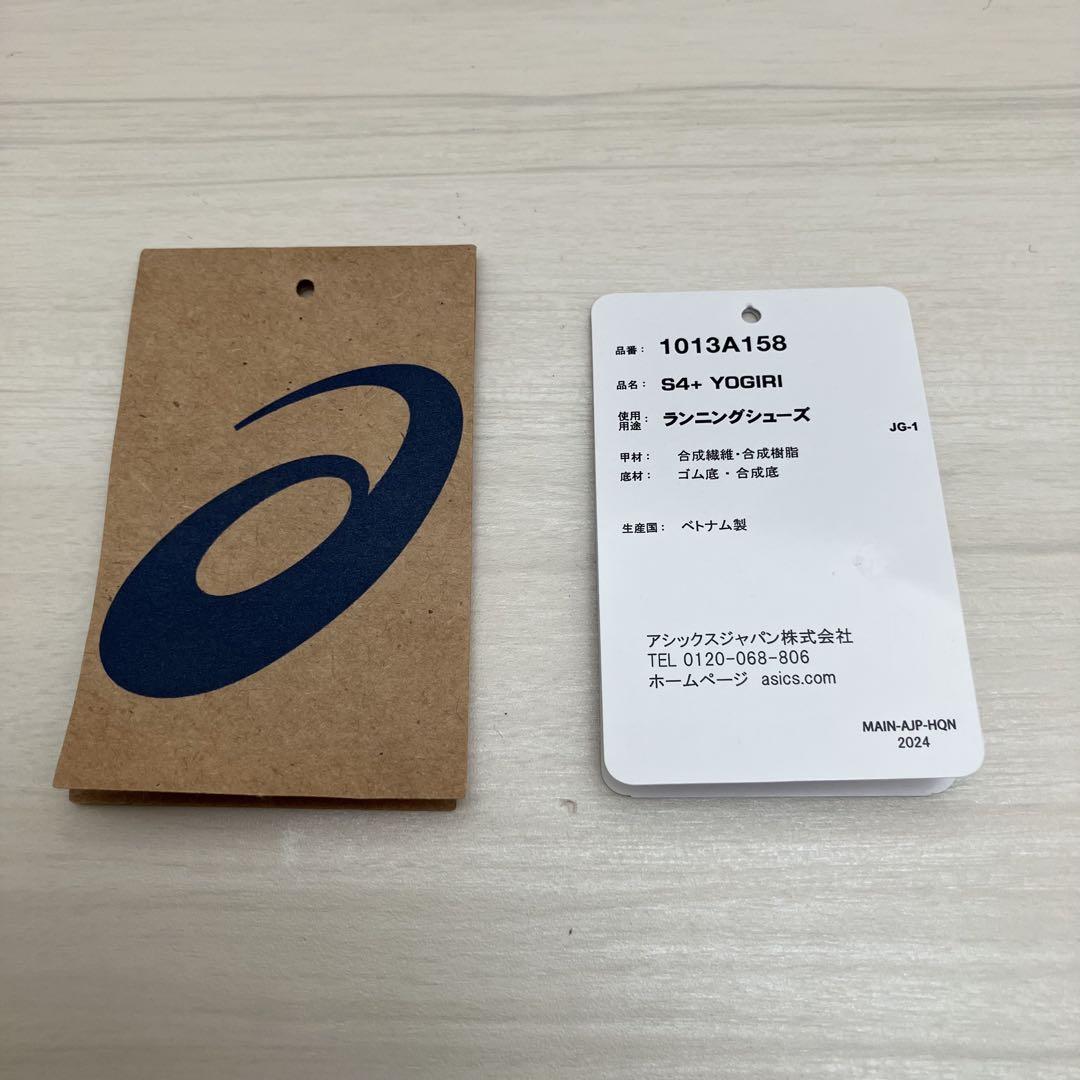 品番： 1013A158
品名： S4+ YOGIRI
使用用途： ランニングシューズ
JG-1
甲材： 合成繊維・合成樹脂
底材： ゴム底・合成底
生産国： ベトナム製
アシックスジャパン株式会社
TEL 0120-068-806
ホームページ asics.com
MAIN-AJP-HQN
2024